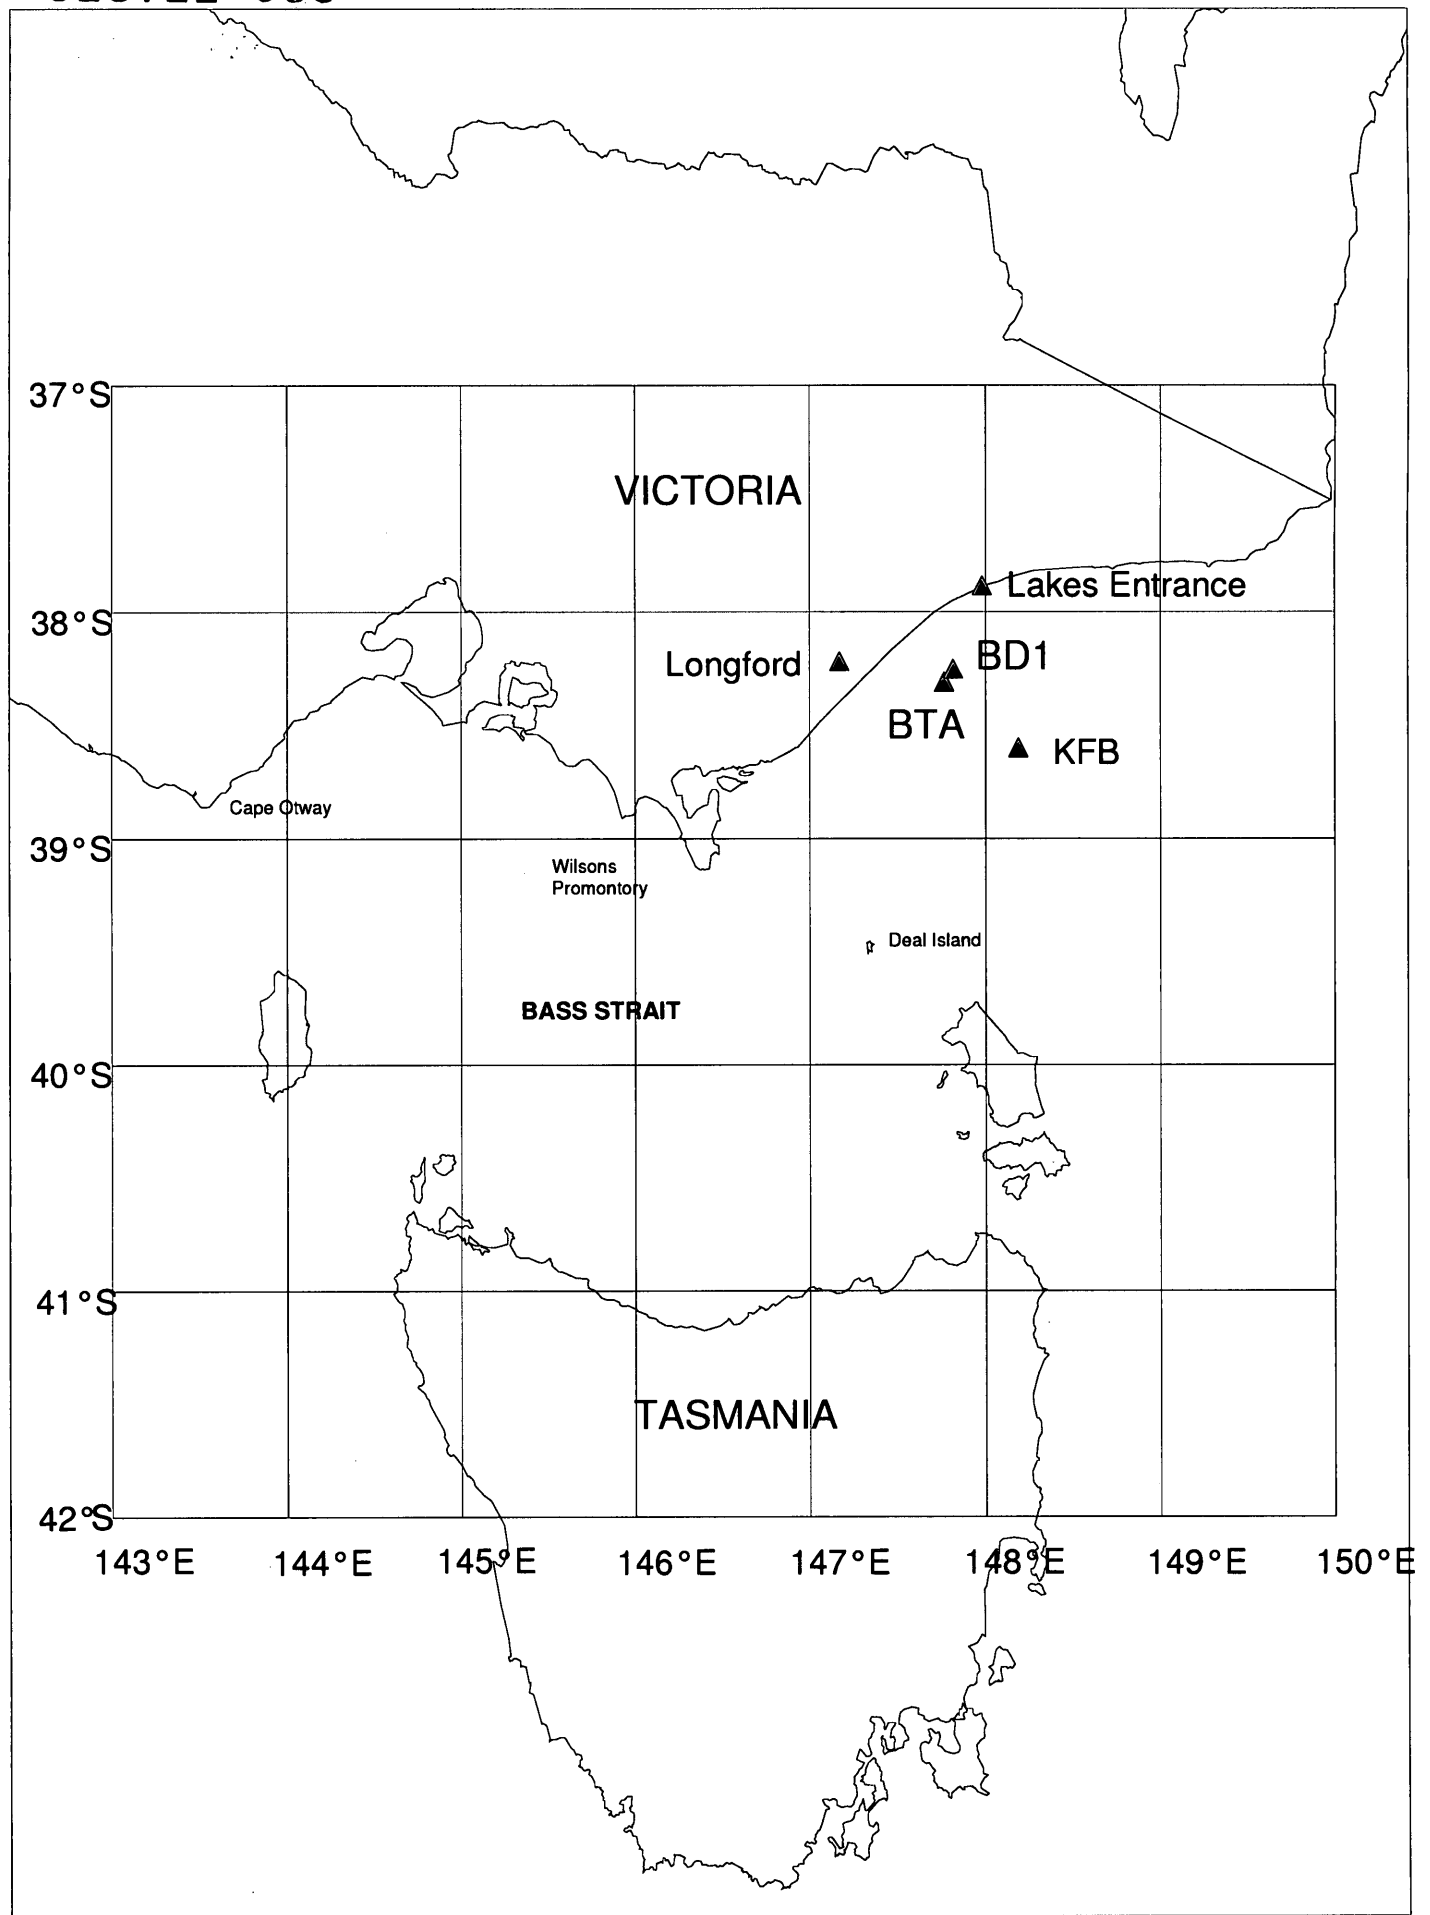 37°S
VICTORIA
Lakes Entrance
38°S
BD1
Longford
BTA
KFB
Cape Otway
39°S
Wilsons
Promontory
Deal Island
BASS STRAIT
40°S
41°S
TASMANIA
42°S
143°E 144°E 145°E 146°E 147°E 148°E 149°E 150°E